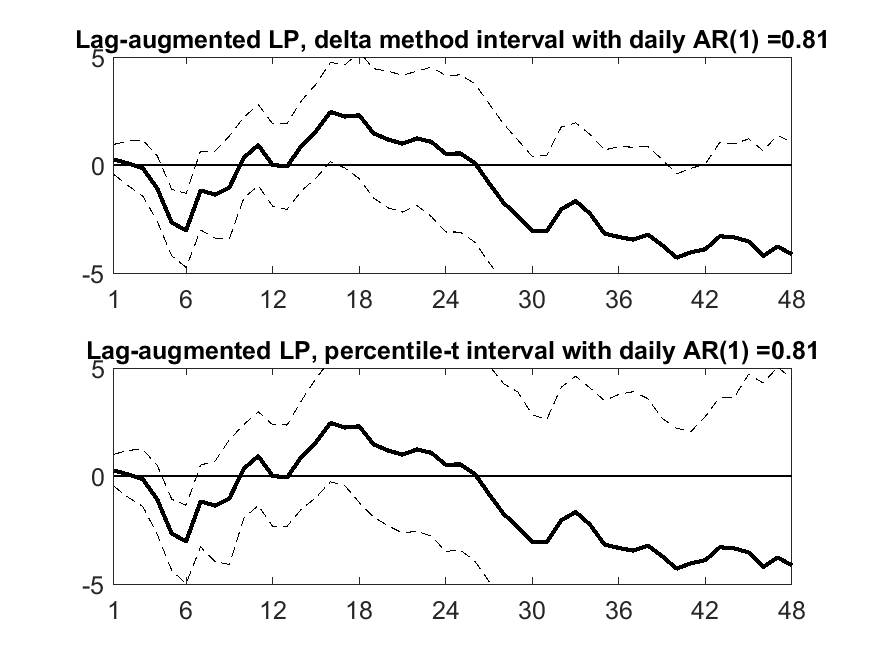 Lag-augmented LP, delta method interval with daily AR(1) =0.81
5
0
-5
1 6 12 18 24 30 36 42 48
Lag-augmented LP, percentile-t interval with daily AR(1) =0.81
5
0
-5
1 6 12 18 24 30 36 42 48